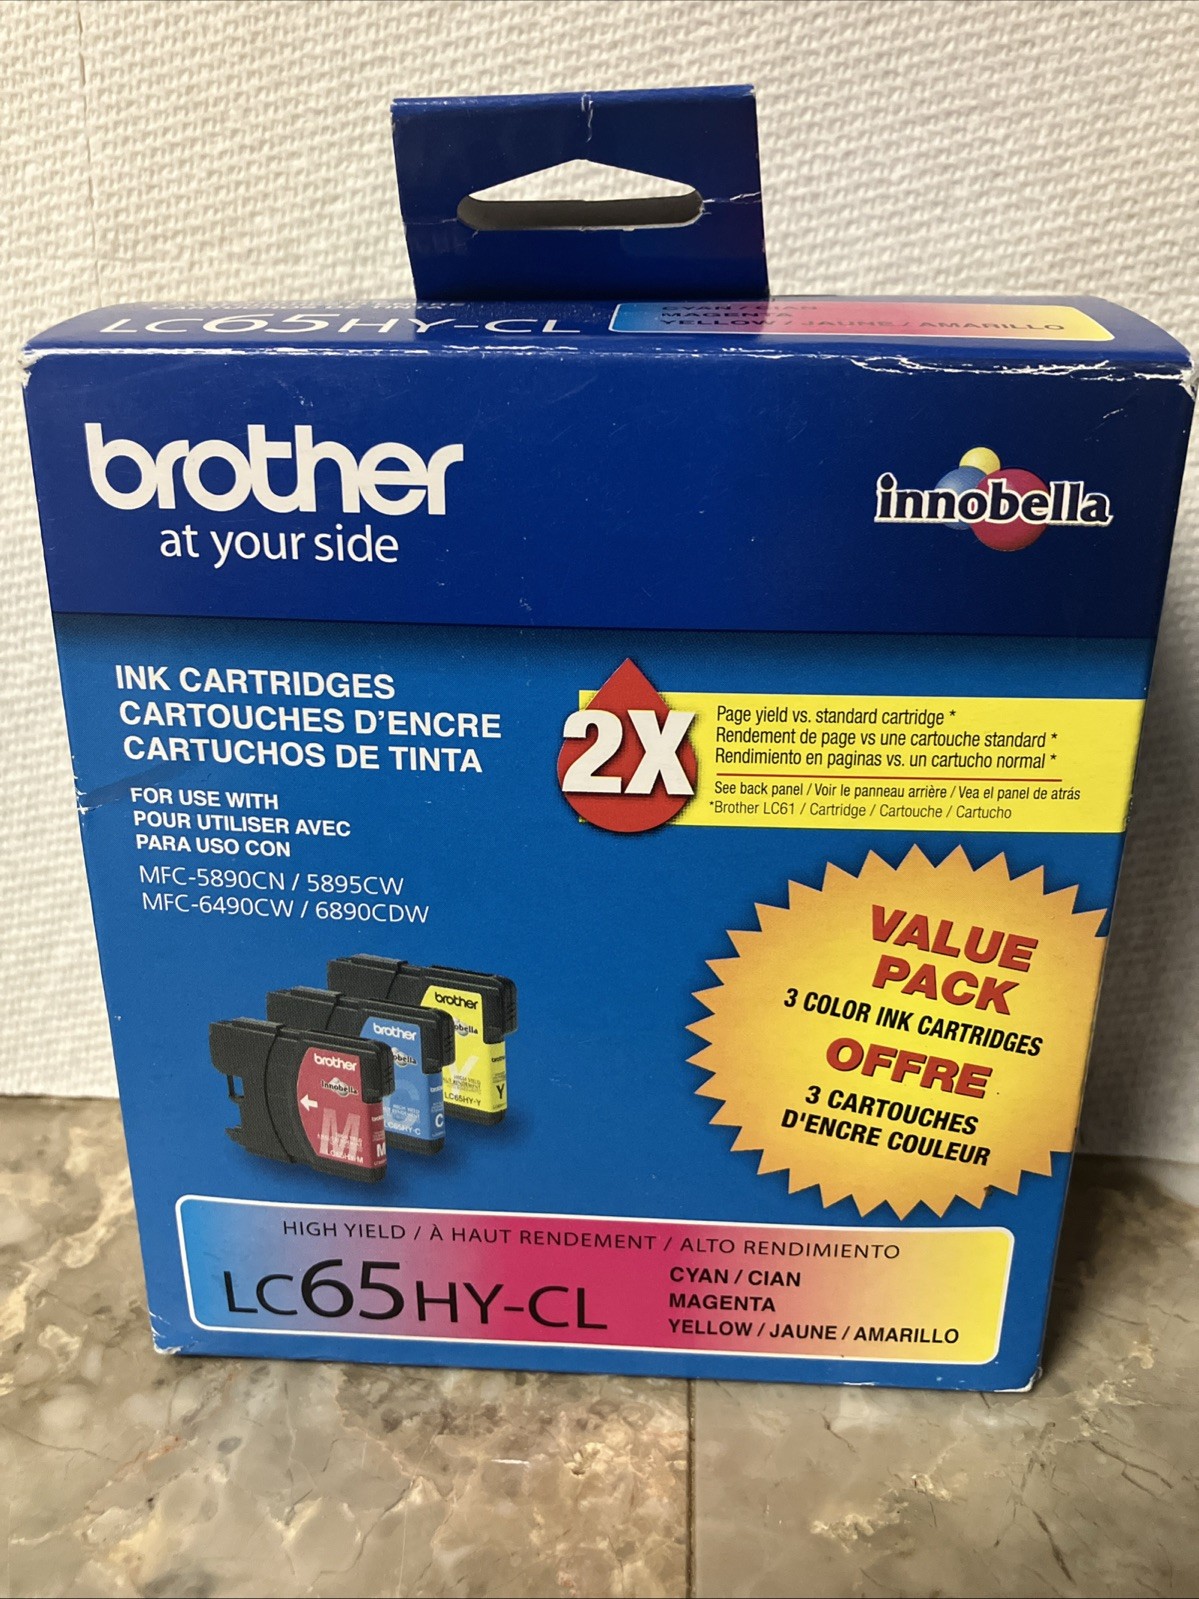 LC65HY-CL
MAGENTA
YELLOW / JAUNE / AMARILLO
brother
at your side
innobella
INK CARTRIDGES
CARTOUCHES D'ENCRE
CARTUCHOS DE TINTA
FOR USE WITH
POUR UTILISER AVEC
PARA USO CON
MFC-5890CN / 5895CW
MFC-6490CW / 6890CDW
2X
Page yield vs. standard cartridge *
Rendement de page vs une cartouche standard *
Rendimiento en paginas vs. un cartucho normal *
See back panel / Voir le panneau arrière / Vea el panel de atrás
*Brother LC61 / Cartridge / Cartouche / Cartucho
VALUE
PACK
3 COLOR INK CARTRIDGES
OFFRE
3 CARTOUCHES
D'ENCRE COULEUR
brother
Y
LC65HY-Y
brother
C
LC65HY-C
brother
innobella
M
M
HIGH YIELD / À HAUT RENDEMENT / ALTO RENDIMIENTO
LC65HY-CL
CYAN / CIAN
MAGENTA
YELLOW / JAUNE / AMARILLO